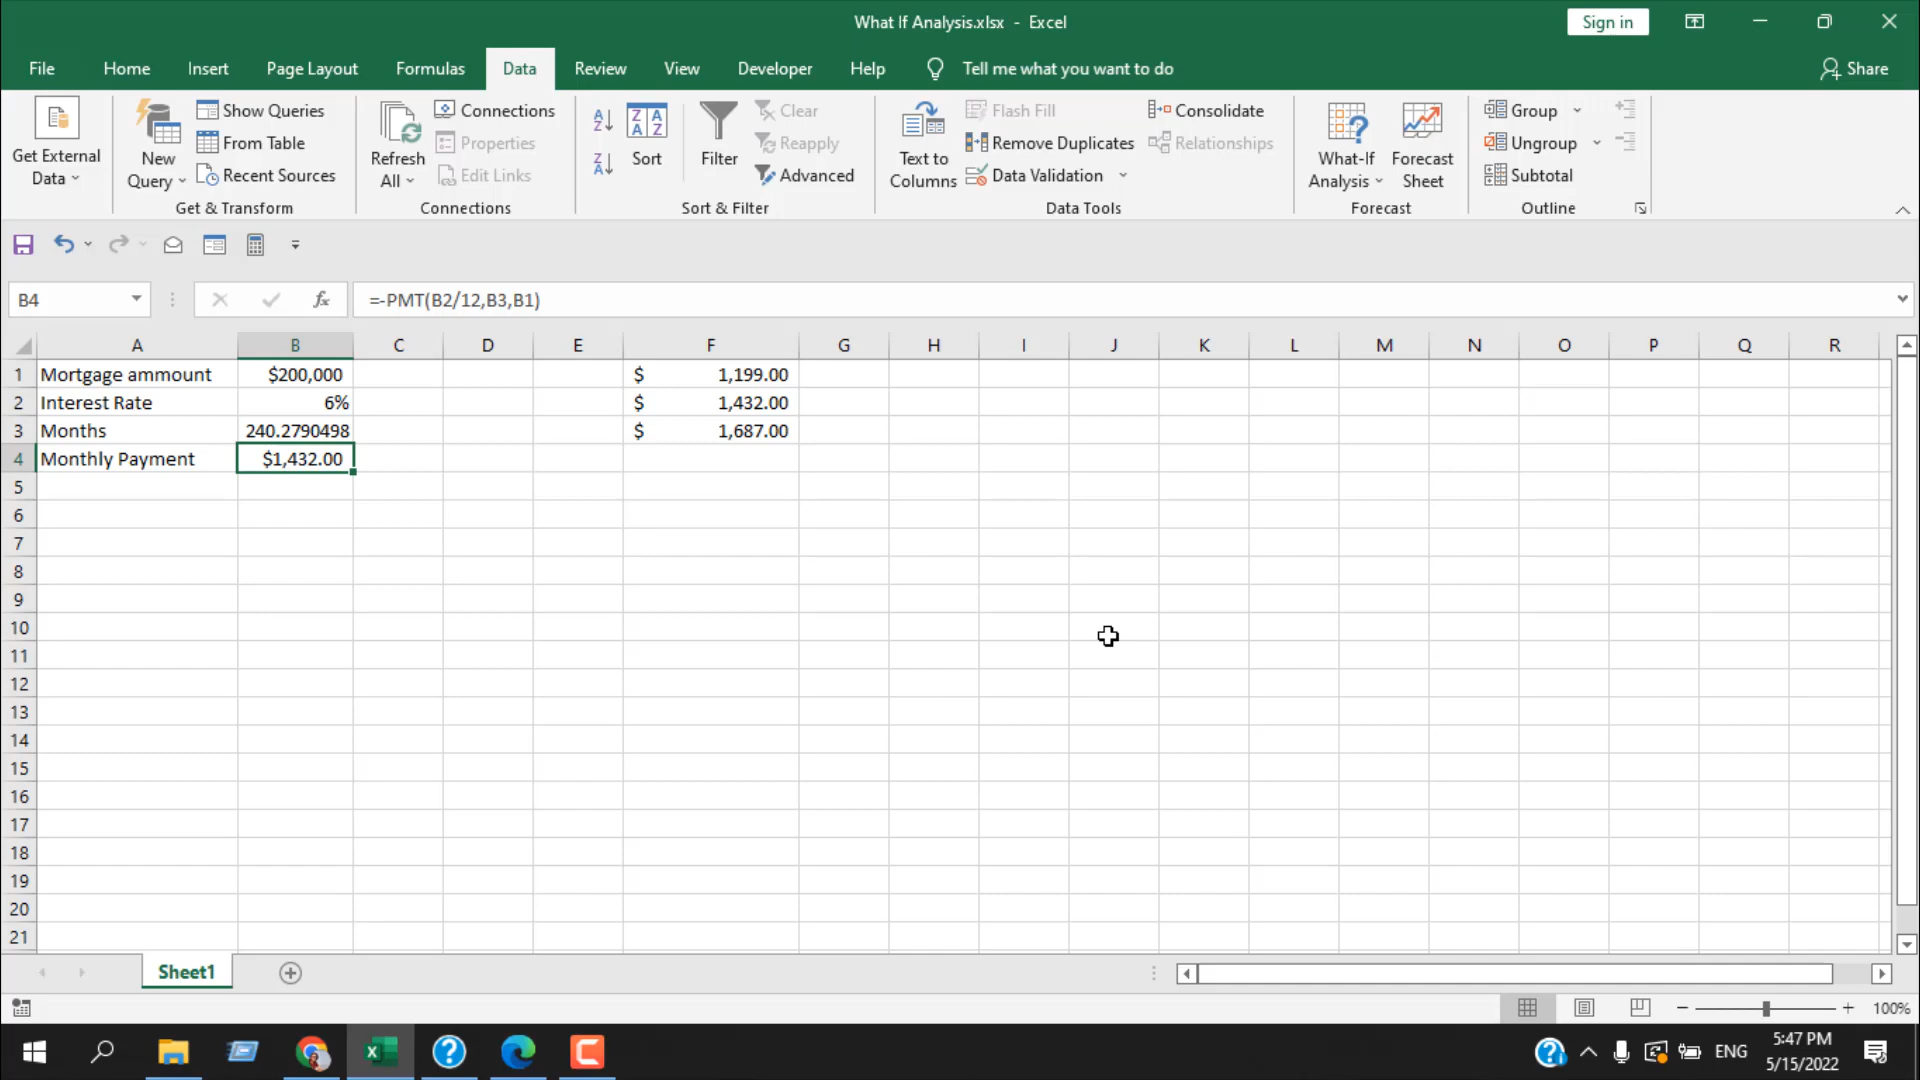 What If Analysis.xlsx - Excel
Sign in
File Home Insert Page Layout Formulas Data Review View Developer Help Tell me what you want to do
Share
Get External Data
New Query
Show Queries
From Table
Recent Sources
Get & Transform
Refresh All
Connections
Properties
Edit Links
Connections
Sort
Filter
Clear
Reapply
Advanced
Sort & Filter
Text to Columns
Flash Fill
Remove Duplicates
Data Validation
Consolidate
Relationships
Data Tools
What-If Analysis
Forecast Sheet
Forecast
Group
Ungroup
Subtotal
Outline
B4
fx
=-PMT(B2/12,B3,B1)
A B C D E F G H I J K L M N O P Q R
1 Mortgage ammount $200,000 $ 1,199.00
2 Interest Rate 6% $ 1,432.00
3 Months 240.2790498 $ 1,687.00
4 Monthly Payment $1,432.00
5
6
7
8
9
10
11
12
13
14
15
16
17
18
19
20
21
Sheet1
100%
ENG
5:47 PM
5/15/2022